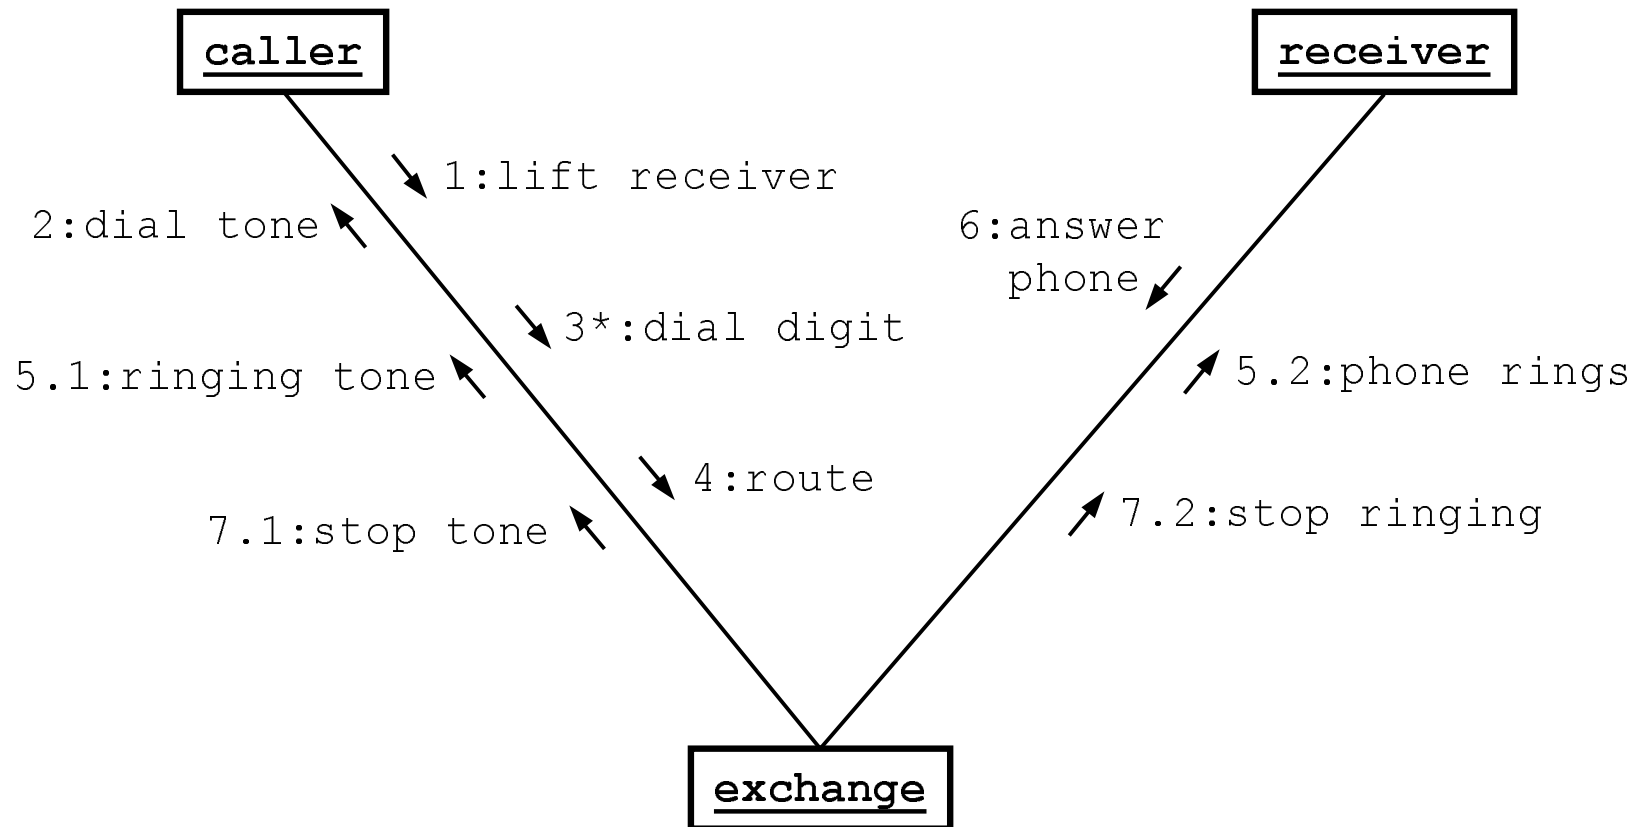 caller
receiver
1:lift receiver
2:dial tone
6:answer
phone
3*:dial digit
5.1:ringing tone
5.2:phone rings
4:route
7.1:stop tone
7.2:stop ringing
exchange